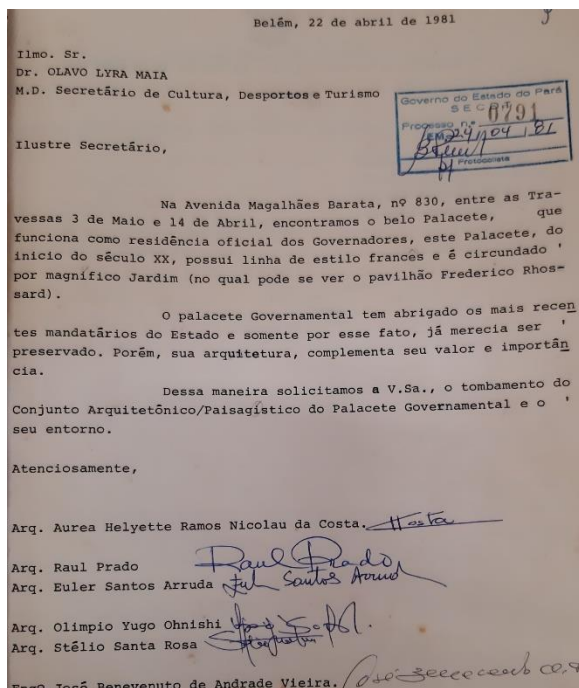 Belém, 22 de abril de 1981
Ilmo. Sr.
Dr. OLAVO LYRA MAIA
M.D. Secretário de Cultura, Desportos e Turismo
Governo do Estado do Pará
SEC
Processo n.º 0791
24/04/81
Protocolista
Ilustre Secretário,
Na Avenida Magalhães Barata, nº 830, entre as Tra-
vessas 3 de Maio e 14 de Abril, encontramos o belo Palacete, que
funciona como residência oficial dos Governadores, este Palacete, do
inicio do século XX, possui linha de estilo frances e é circundado '
por magnífico Jardim (no qual pode se ver o pavilhão Frederico Rhos-
sard).
O palacete Governamental tem abrigado os mais recen
tes mandatários do Estado e somente por esse fato, já merecia ser '
preservado. Porém, sua arquitetura, complementa seu valor e importân
cia.
Dessa maneira solicitamos a V.Sa., o tombamento do
Conjunto Arquitetônico/Paisagístico do Palacete Governamental e o '
seu entorno.
Atenciosamente,
Arq. Aurea Helyette Ramos Nicolau da Costa. Costa
Arq. Raul Prado Raul Prado
Arq. Euler Santos Arruda Santos Arruda
Arq. Olimpio Yugo Ohnishi
Arq. Stélio Santa Rosa
Engº José Benevenuto de Andrade Vieira.